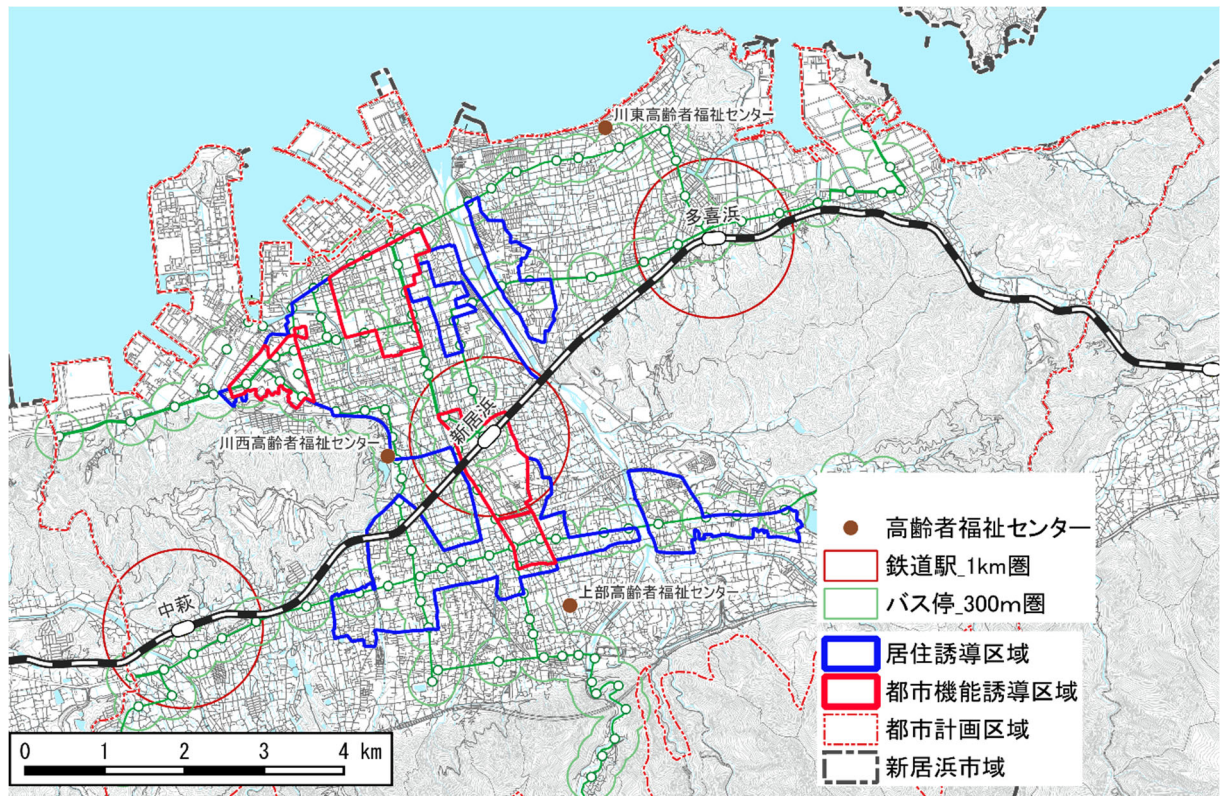 川東高齢者福祉センター
多喜浜
新居浜
川西高齢者福祉センター
上部高齢者福祉センター
中萩
高齢者福祉センター
鉄道駅_1km圏
バス停_300m圏
居住誘導区域
都市機能誘導区域
都市計画区域
新居浜市域
0 1 2 3 4 km